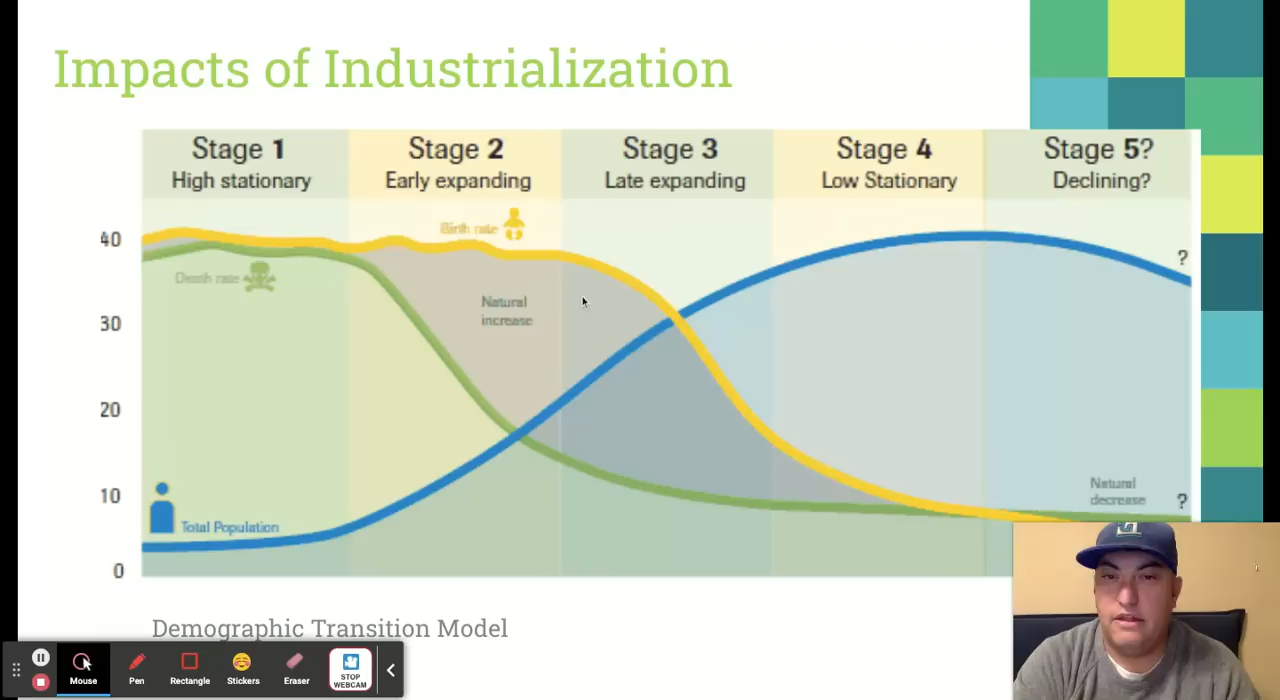 Impacts of Industrialization
Stage 1
High stationary
Stage 2
Early expanding
Stage 3
Late expanding
Stage 4
Low Stationary
Stage 5?
Declining?
40
30
20
10
0
Birth rate
Death rate
Natural
increase
Total Population
?
Natural
decrease
?
Demographic Transition Model
Mouse
Pen
Rectangle
Stickers
Eraser
STOP
WEBCAM